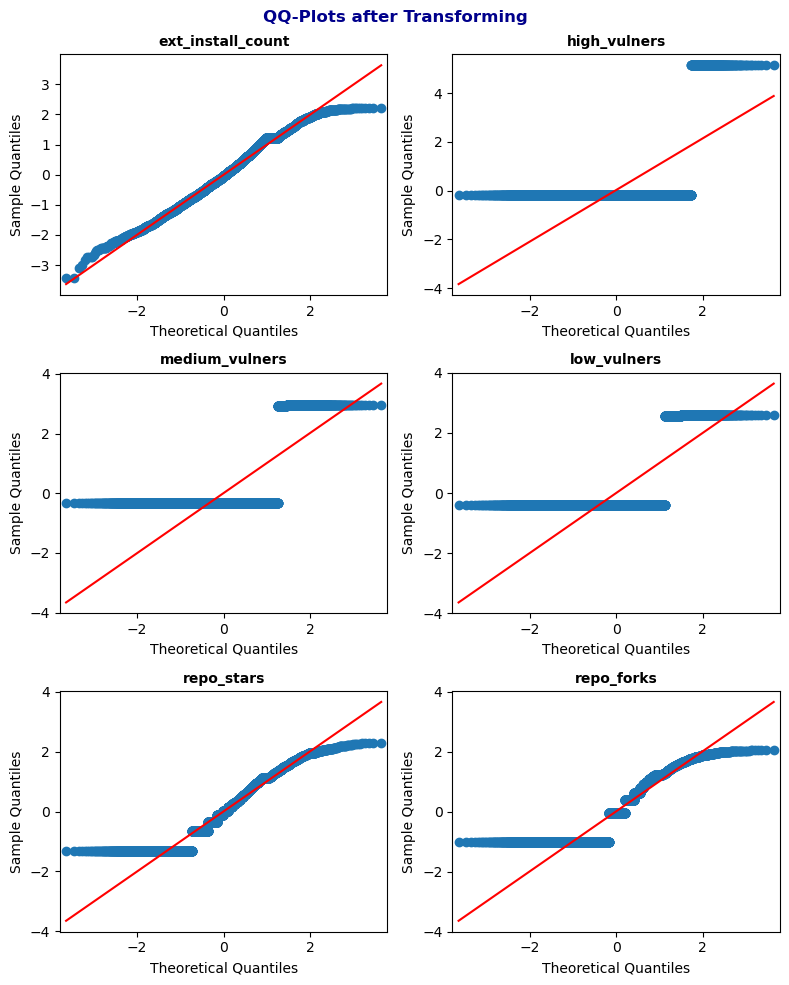 QQ-Plots after Transforming
ext_install_count
high_vulners
3
2
1
0
−1
−2
−3
Sample Quantiles
−2
0
2
Theoretical Quantiles
4
2
0
−2
−4
Sample Quantiles
−2
0
2
Theoretical Quantiles
medium_vulners
low_vulners
4
2
0
−2
−4
Sample Quantiles
−2
0
2
Theoretical Quantiles
4
2
0
−2
−4
Sample Quantiles
−2
0
2
Theoretical Quantiles
repo_stars
repo_forks
4
2
0
−2
−4
Sample Quantiles
−2
0
2
Theoretical Quantiles
4
2
0
−2
−4
Sample Quantiles
−2
0
2
Theoretical Quantiles